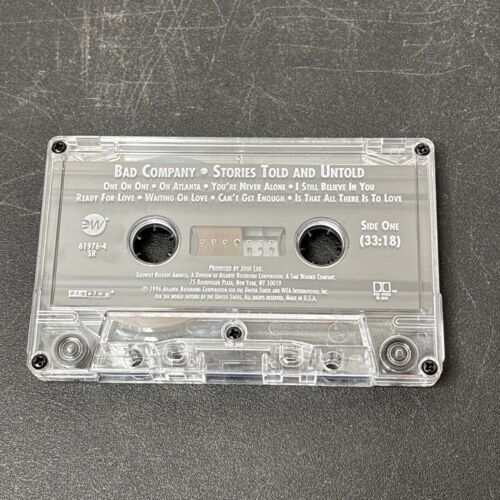 BAD COMPANY • STORIES TOLD AND UNTOLD
ONE ON ONE • OH ATLANTA • YOU'RE NEVER ALONE • I STILL BELIEVE IN YOU
READY FOR LOVE • WAITING ON LOVE • CAN'T GET ENOUGH • IS THAT ALL THERE IS TO LOVE
ew
61976-4
SR
SIDE ONE
(33:18)
PRODUCED BY JOSH LEO.
EASTWEST RECORDS AMERICA, A DIVISION OF ATLANTIC RECORDING CORPORATION. A TIME WARNER COMPANY.
75 ROCKEFELLER PLAZA, NEW YORK, NY 10019
© 1996 ATLANTIC RECORDING CORPORATION FOR THE UNITED STATES AND WEA INTERNATIONAL INC.
FOR THE WORLD OUTSIDE OF THE UNITED STATES. ALL RIGHTS RESERVED. MADE IN U.S.A.
digalog